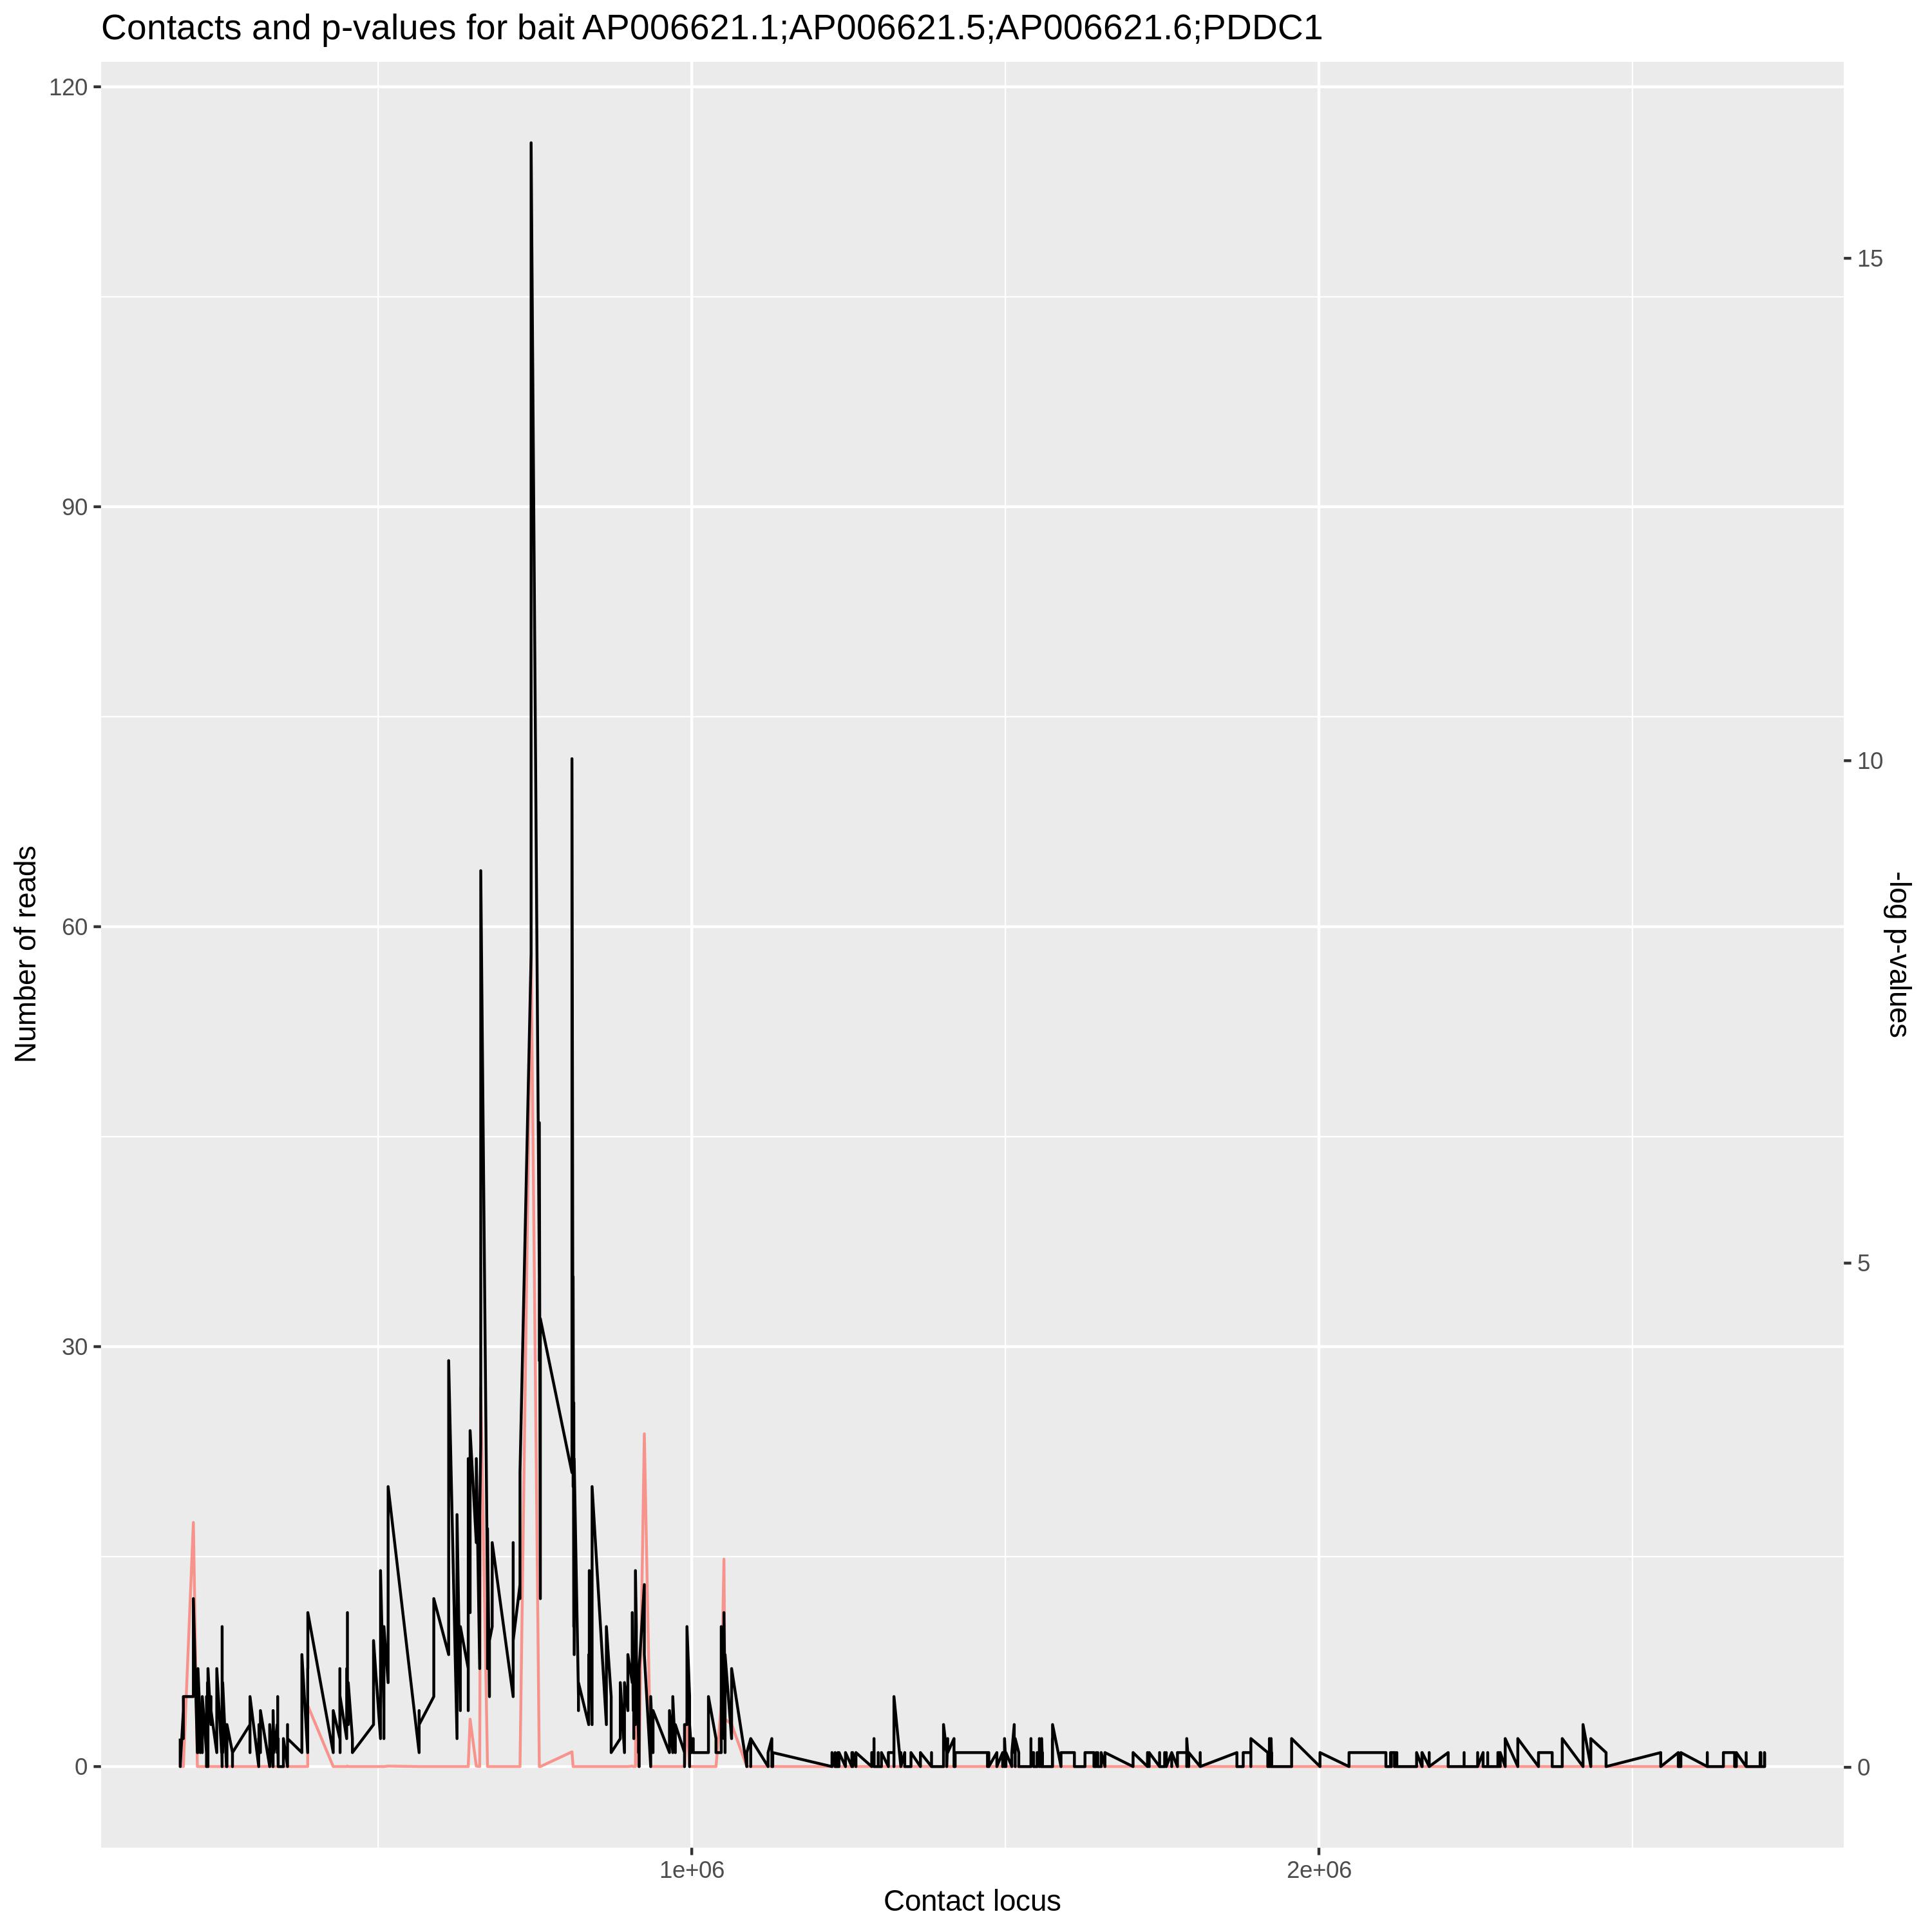 Contacts and p-values for bait AP006621.1;AP006621.5;AP006621.6;PDDC1
120
90
60
30
0
Number of reads
15
10
5
0
-log p-values
1e+06
2e+06
Contact locus